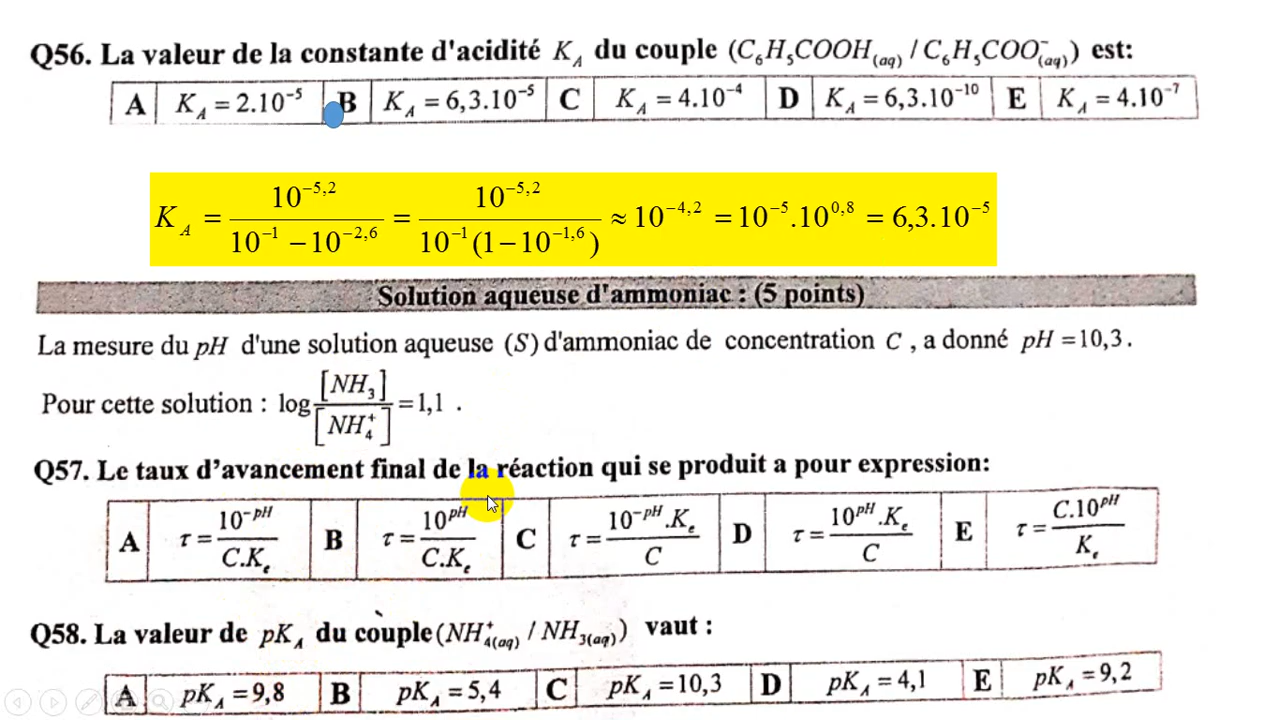 Q56. La valeur de la constante d'acidité K_A du couple (C₆H₅COOH(aq) / C₆H₅COO⁻(aq)) est:
A K_A = 2.10⁻⁵ B K_A = 6,3.10⁻⁵ C K_A = 4.10⁻⁴ D K_A = 6,3.10⁻¹⁰ E K_A = 4.10⁻⁷
K_A = 10^(−5,2) / (10^(−1) − 10^(−2,6)) = 10^(−5,2) / (10^(−1) (1 − 10^(−1,6))) ≈ 10^(−4,2) = 10^(−5).10^(0,8) = 6,3.10^(−5)
Solution aqueuse d'ammoniac : (5 points)
La mesure du pH d'une solution aqueuse (S) d'ammoniac de concentration C , a donné pH = 10,3.
Pour cette solution : log [NH₃] / [NH₄⁺] = 1,1 .
Q57. Le taux d'avancement final de la réaction qui se produit a pour expression:
A τ = 10^(−pH) / C.K_e B τ = 10^(pH) / C.K_e C τ = 10^(−pH).K_e / C D τ = 10^(pH).K_e / C E τ = C.10^(pH) / K_e
Q58. La valeur de pK_A du couple (NH₄⁺(aq) / NH₃(aq)) vaut :
A pK_A = 9,8 B pK_A = 5,4 C pK_A = 10,3 D pK_A = 4,1 E pK_A = 9,2